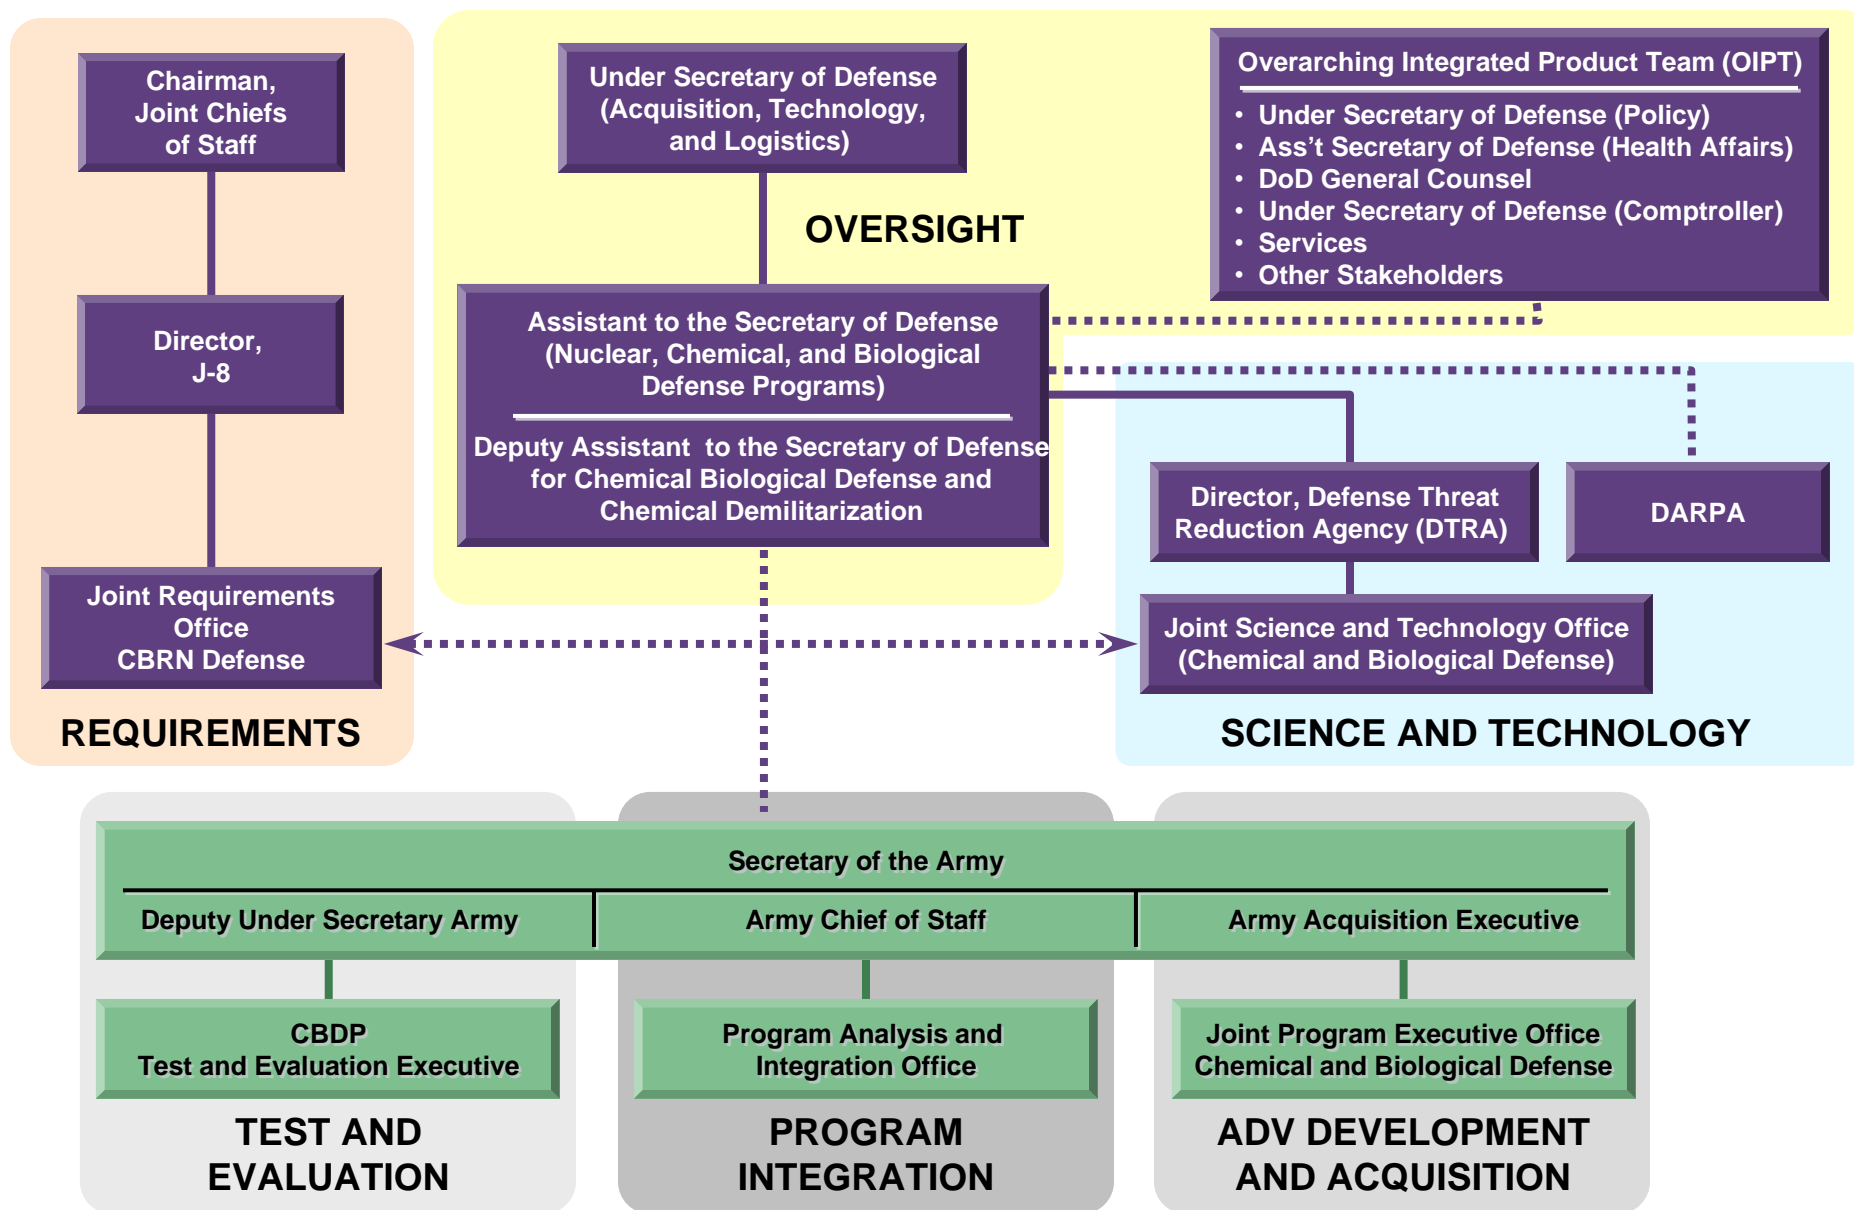 Chairman,
Joint Chiefs
of Staff
Director,
J-8
Joint Requirements
Office
CBRN Defense
REQUIREMENTS
Under Secretary of Defense
(Acquisition, Technology,
and Logistics)
OVERSIGHT
Overarching Integrated Product Team (OIPT)
• Under Secretary of Defense (Policy)
• Ass't Secretary of Defense (Health Affairs)
• DoD General Counsel
• Under Secretary of Defense (Comptroller)
• Services
• Other Stakeholders
Assistant to the Secretary of Defense
(Nuclear, Chemical, and Biological
Defense Programs)
Deputy Assistant to the Secretary of Defense
for Chemical Biological Defense and
Chemical Demilitarization
Director, Defense Threat
Reduction Agency (DTRA)
DARPA
Joint Science and Technology Office
(Chemical and Biological Defense)
SCIENCE AND TECHNOLOGY
Secretary of the Army
Deputy Under Secretary Army
Army Chief of Staff
Army Acquisition Executive
CBDP
Test and Evaluation Executive
TEST AND
EVALUATION
Program Analysis and
Integration Office
PROGRAM
INTEGRATION
Joint Program Executive Office
Chemical and Biological Defense
ADV DEVELOPMENT
AND ACQUISITION